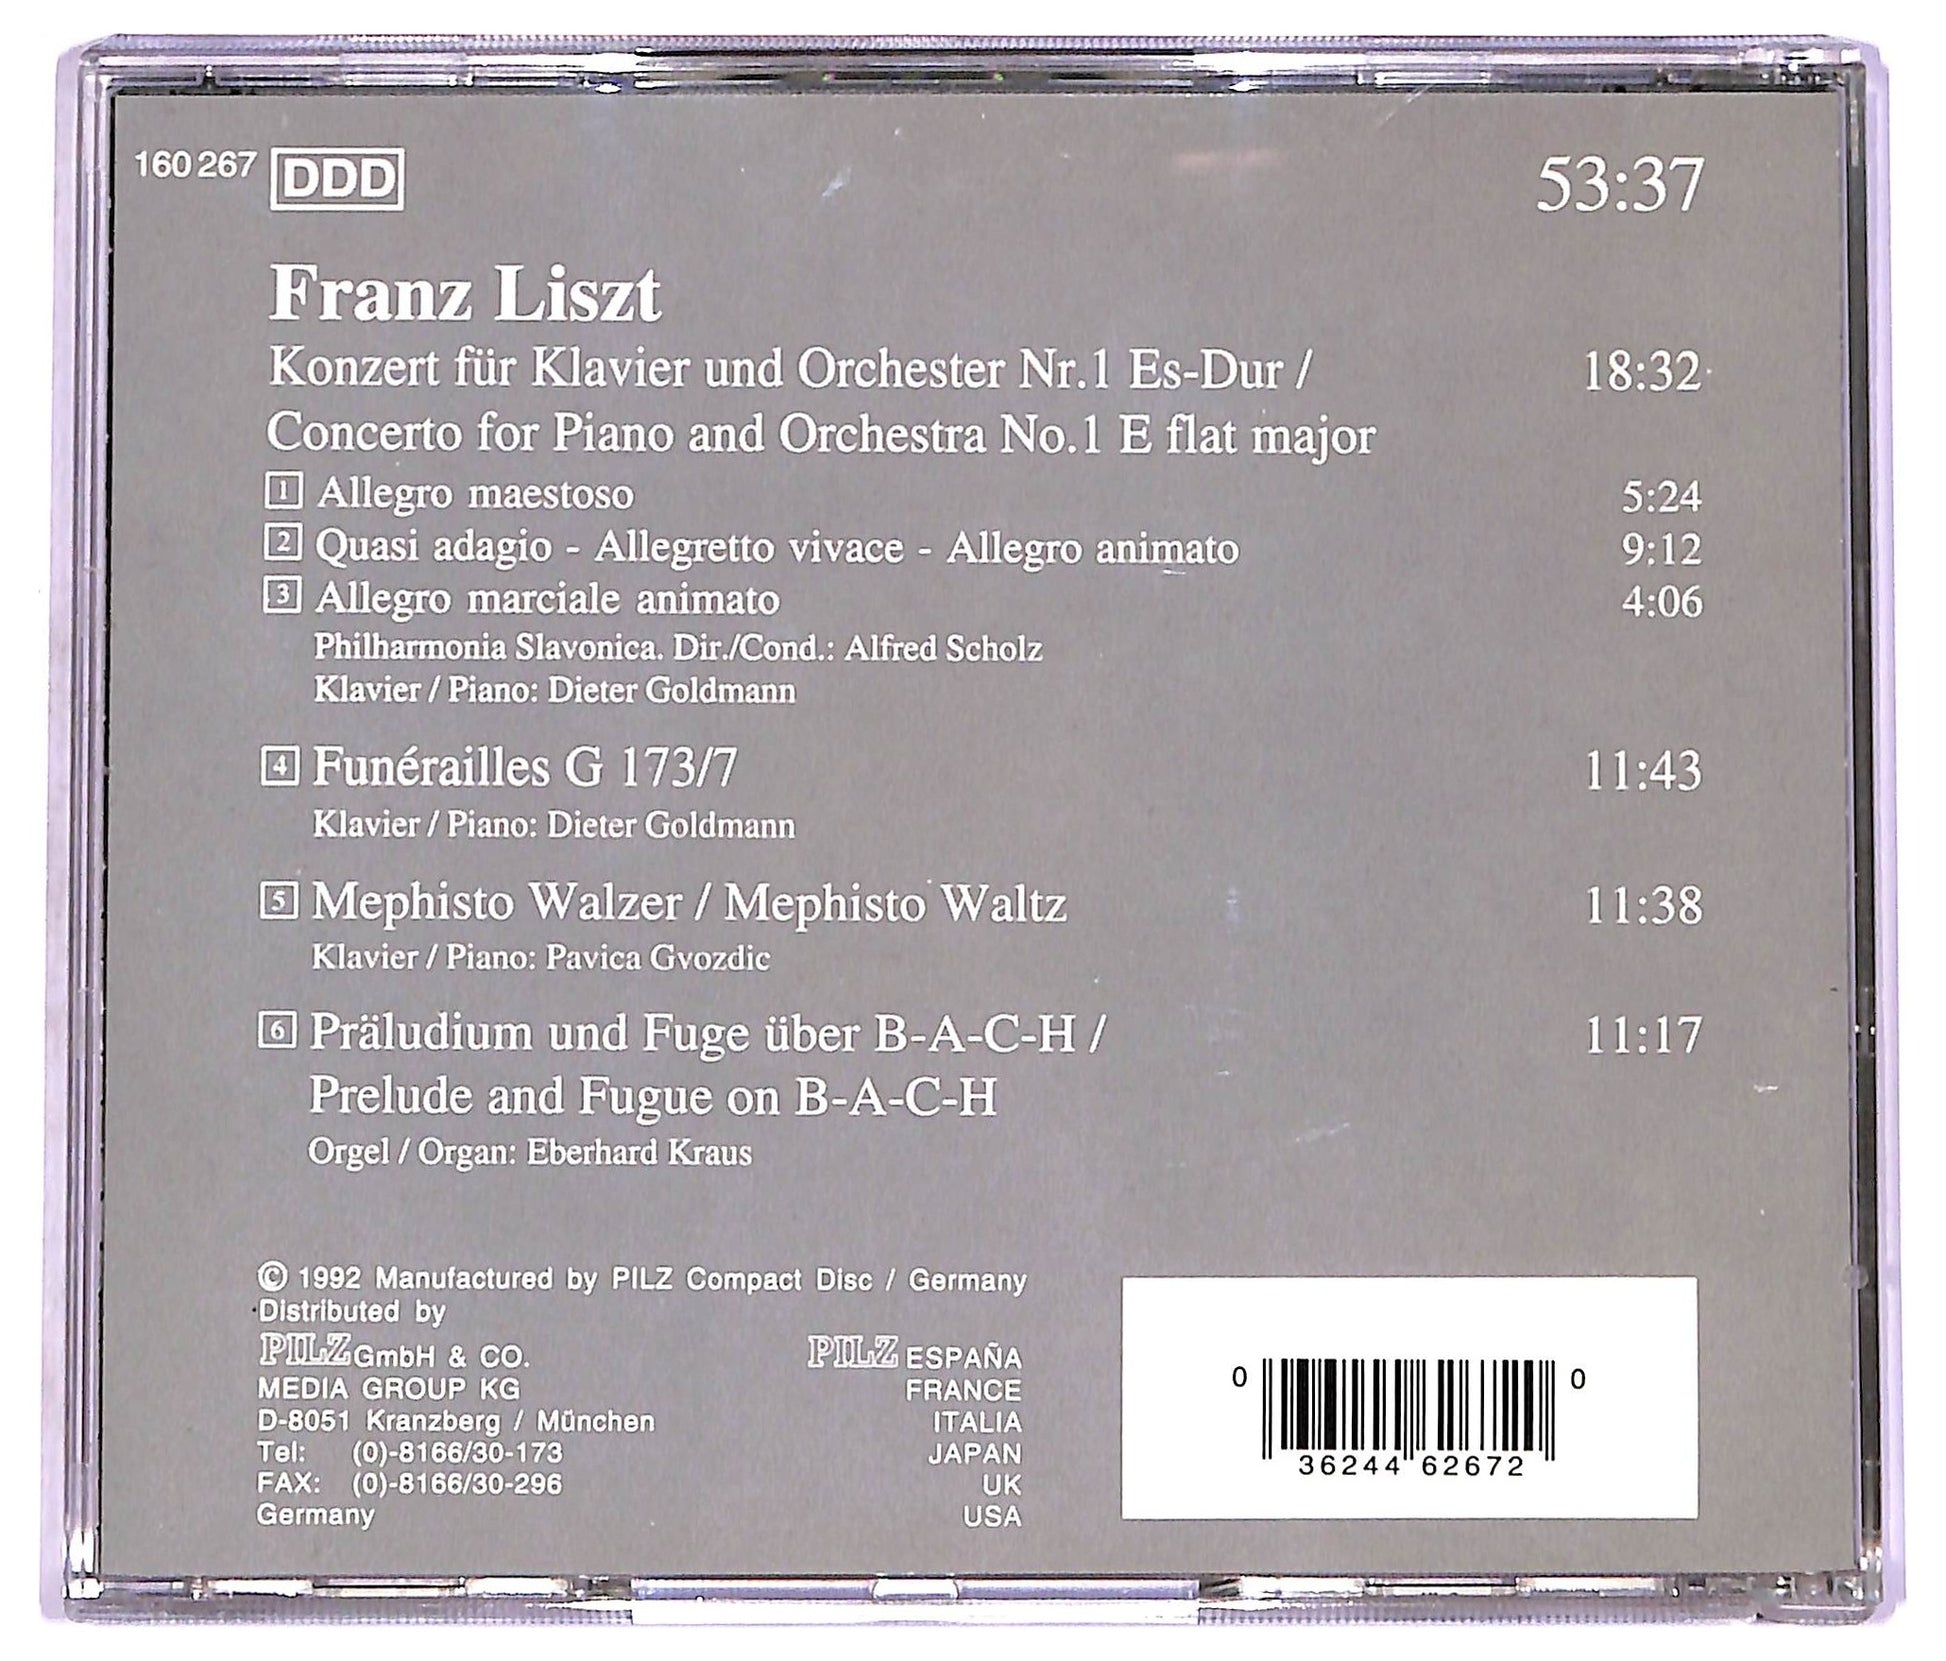 160 267 DDD 53:37
Franz Liszt
Konzert für Klavier und Orchester Nr.1 Es-Dur / 18:32
Concerto for Piano and Orchestra No.1 E flat major
1 Allegro maestoso 5:24
2 Quasi adagio - Allegretto vivace - Allegro animato 9:12
3 Allegro marciale animato 4:06
Philharmonia Slavonica. Dir./Cond.: Alfred Scholz
Klavier / Piano: Dieter Goldmann
4 Funérailles G 173/7 11:43
Klavier / Piano: Dieter Goldmann
5 Mephisto Walzer / Mephisto Waltz 11:38
Klavier / Piano: Pavica Gvozdic
6 Präludium und Fuge über B-A-C-H / 11:17
Prelude and Fugue on B-A-C-H
Orgel / Organ: Eberhard Kraus
© 1992 Manufactured by PILZ Compact Disc / Germany
Distributed by
PILZ GmbH & CO.
MEDIA GROUP KG
D-8051 Kranzberg / München
Tel: (0)-8166/30-173
FAX: (0)-8166/30-296
Germany
PILZ ESPAÑA
FRANCE
ITALIA
JAPAN
UK
USA
0 36244 62672 0